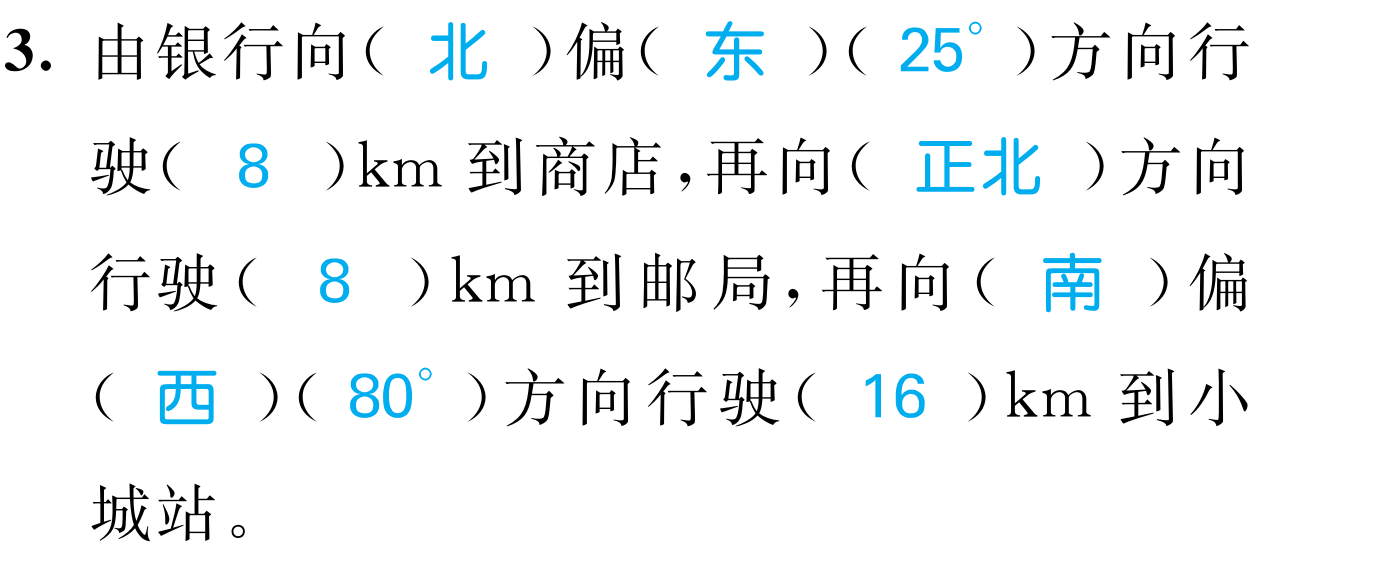 3. 由银行向( 北 )偏( 东 )( 25° )方向行
驶( 8 )km 到商店,再向( 正北 )方向
行驶( 8 )km 到邮局,再向( 南 )偏
( 西 )( 80° )方向行驶( 16 )km 到小
城站。